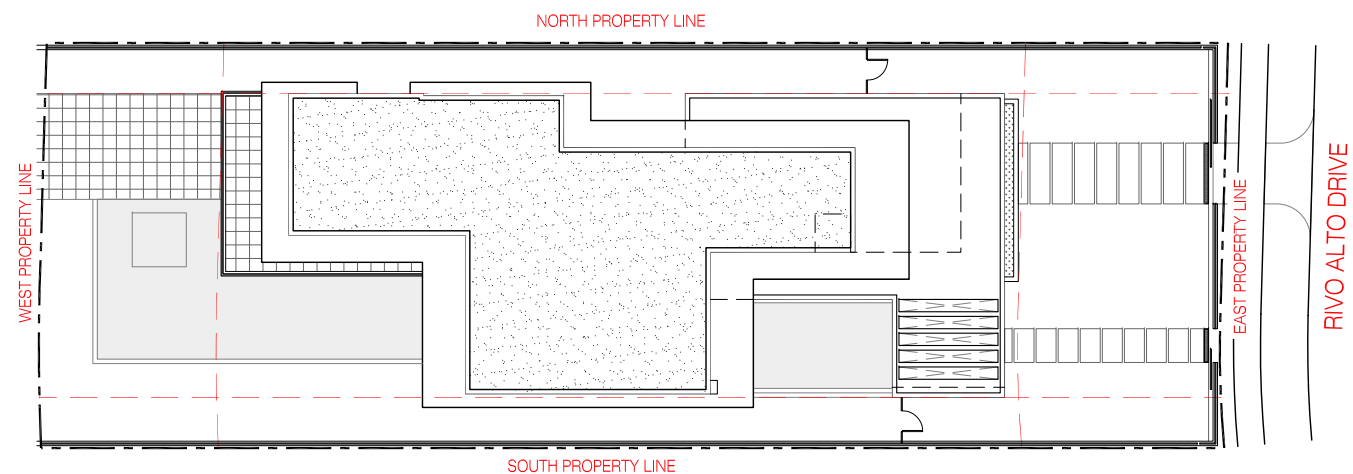 NORTH PROPERTY LINE
WEST PROPERTY LINE
EAST PROPERTY LINE
RIVO ALTO DRIVE
SOUTH PROPERTY LINE